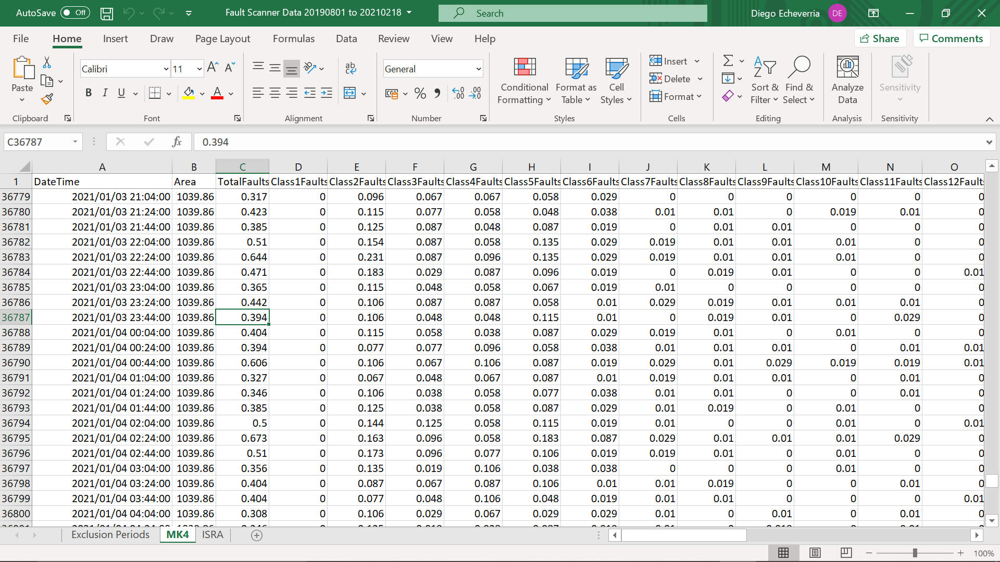 AutoSave Off Fault Scanner Data 20190801 to 20210218 Search Diego Echeverria DE
File Home Insert Draw Page Layout Formulas Data Review View Help Share Comments
Paste Calibri 11 General Conditional Formatting Format as Table Cell Styles Insert Delete Format Sort & Filter Find & Select Analyze Data Sensitivity
Clipboard Font Alignment Number Styles Cells Editing Analysis Sensitivity
C36787 fx 0.394
A B C D E F G H I J K L M N O
1 DateTime Area TotalFaults Class1Faults Class2Faults Class3Faults Class4Faults Class5Faults Class6Faults Class7Faults Class8Faults Class9Faults Class10Faults Class11Faults Class12Faults
36779 2021/01/03 21:04:00 1039.86 0.317 0 0.096 0.067 0.067 0.058 0.029 0 0 0 0 0 0
36780 2021/01/03 21:24:00 1039.86 0.423 0 0.115 0.077 0.058 0.048 0.038 0.01 0.01 0 0.019 0.01 0
36781 2021/01/03 21:44:00 1039.86 0.385 0 0.125 0.087 0.048 0.087 0.019 0 0.01 0.01 0 0 0
36782 2021/01/03 22:04:00 1039.86 0.51 0 0.154 0.087 0.058 0.135 0.029 0.019 0.01 0.01 0.01 0 0
36783 2021/01/03 22:24:00 1039.86 0.644 0 0.231 0.087 0.096 0.135 0.029 0.019 0.01 0.01 0.01 0 0
36784 2021/01/03 22:44:00 1039.86 0.471 0 0.183 0.029 0.087 0.096 0.019 0 0.019 0.01 0 0 0.01
36785 2021/01/03 23:04:00 1039.86 0.365 0 0.115 0.048 0.058 0.067 0.019 0.01 0 0 0 0 0
36786 2021/01/03 23:24:00 1039.86 0.442 0 0.106 0.087 0.087 0.058 0.01 0.029 0.019 0.01 0.01 0.01 0
36787 2021/01/03 23:44:00 1039.86 0.394 0 0.106 0.048 0.048 0.115 0.01 0 0.019 0.01 0 0.029 0
36788 2021/01/04 00:04:00 1039.86 0.404 0 0.115 0.058 0.038 0.087 0.029 0.019 0.01 0 0.01 0 0
36789 2021/01/04 00:24:00 1039.86 0.394 0 0.077 0.077 0.096 0.058 0.038 0.01 0.01 0.01 0 0.01 0.01
36790 2021/01/04 00:44:00 1039.86 0.606 0 0.106 0.067 0.106 0.087 0.019 0.029 0.01 0.029 0.019 0.019 0.01
36791 2021/01/04 01:04:00 1039.86 0.327 0 0.067 0.048 0.067 0.087 0.01 0.019 0.01 0.01 0 0.01 0
36792 2021/01/04 01:24:00 1039.86 0.346 0 0.106 0.038 0.058 0.077 0.038 0.01 0.01 0 0 0.01 0
36793 2021/01/04 01:44:00 1039.86 0.385 0 0.125 0.038 0.058 0.087 0.029 0.01 0.019 0 0.01 0 0
36794 2021/01/04 02:04:00 1039.86 0.5 0 0.144 0.125 0.058 0.115 0.019 0.01 0 0 0.01 0 0.01
36795 2021/01/04 02:24:00 1039.86 0.673 0 0.163 0.096 0.058 0.183 0.087 0.029 0.01 0.01 0.01 0.029 0
36796 2021/01/04 02:44:00 1039.86 0.51 0 0.173 0.096 0.077 0.106 0.019 0.019 0.01 0 0.01 0 0
36797 2021/01/04 03:04:00 1039.86 0.356 0 0.135 0.019 0.106 0.038 0.038 0 0 0 0.01 0 0
36798 2021/01/04 03:24:00 1039.86 0.404 0 0.087 0.067 0.087 0.106 0.01 0.01 0.019 0 0 0.01 0
36799 2021/01/04 03:44:00 1039.86 0.404 0 0.077 0.048 0.106 0.048 0.019 0.01 0.01 0 0 0 0.01
36800 2021/01/04 04:04:00 1039.86 0.308 0 0.106 0.029 0.067 0.029 0.029 0.01 0 0.01 0 0.01 0
Exclusion Periods MK4 ISRA
100%